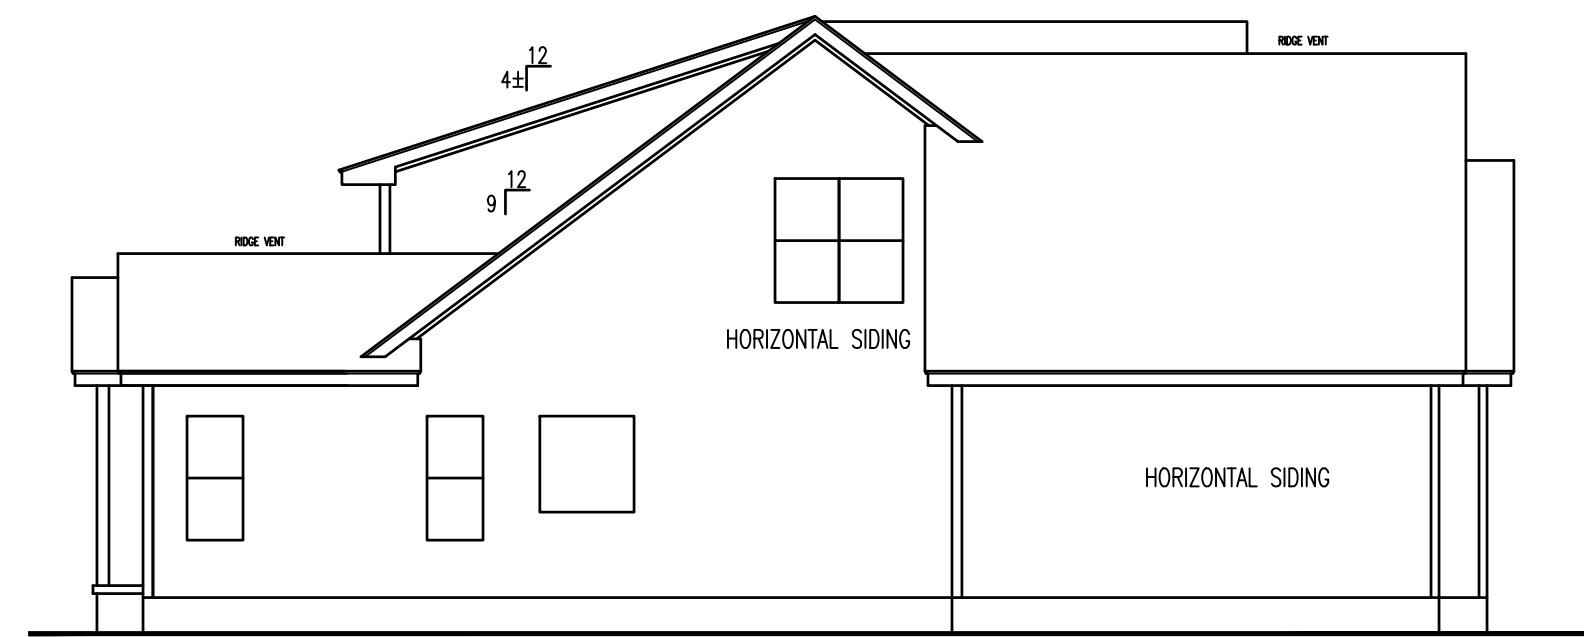 RIDGE VENT
12
4±
12
9
RIDGE VENT
HORIZONTAL SIDING
HORIZONTAL SIDING